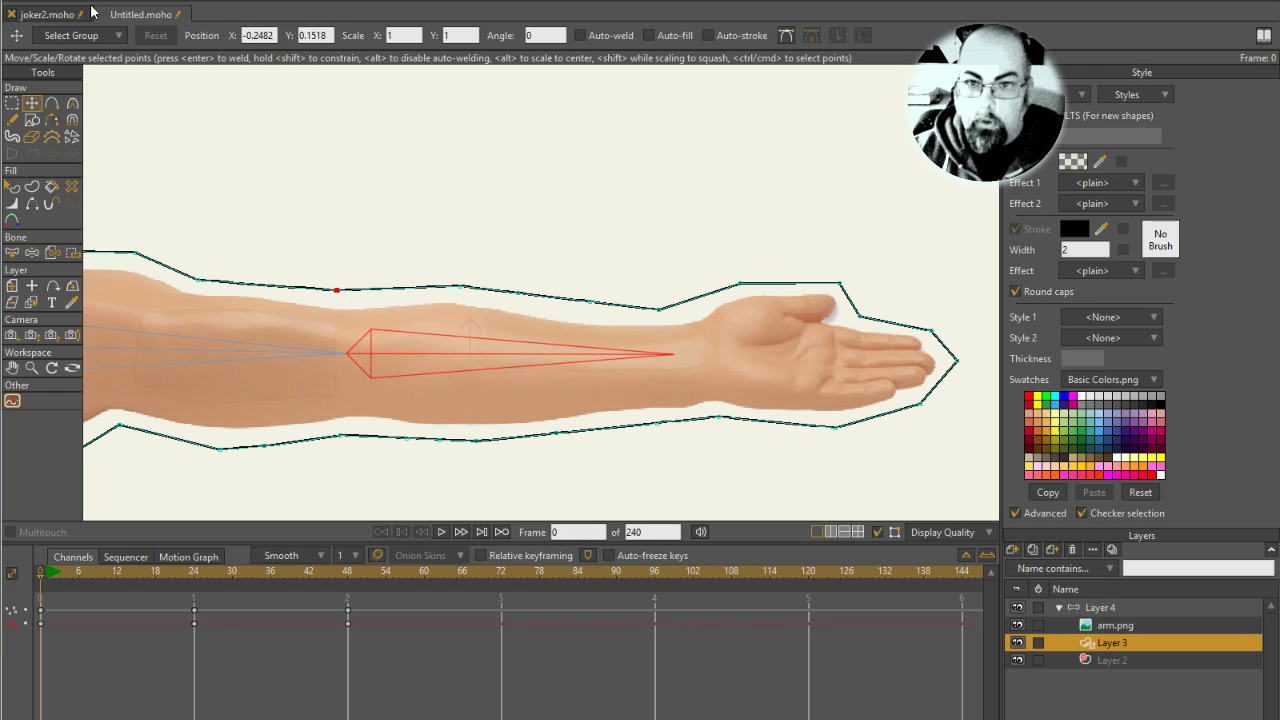 joker2.moho Untitled.moho
Select Group Reset Position X: -0.2482 Y: 0.1518 Scale X: 1 Y: 1 Angle: 0 Auto-weld Auto-fill Auto-stroke
Move/Scale/Rotate selected points (press <enter> to weld, hold <shift> to constrain, <alt> to disable auto-welding, <alt> to scale to center, <shift> while scaling to squash, <ctrl/cmd> to select points)
Frame: 0
Tools
Style
Draw
Styles
LTS (For new shapes)
Fill
Effect 1 <plain> ...
Effect 2 <plain> ...
Stroke
No Brush
Bone
Width 2
Layer
Effect <plain> ...
Round caps
Camera
Style 1 <None>
Style 2 <None>
Workspace
Thickness
Other
Swatches Basic Colors.png
Copy Paste Reset
Advanced Checker selection
Multitouch Frame 0 of 240 Display Quality
Layers
Channels Sequencer Motion Graph Smooth 1 Onion Skins Relative keyframing Auto-freeze keys
Name contains...
0 6 12 18 24 30 36 42 48 54 60 66 72 78 84 90 96 102 108 114 120 126 132 138 144
Name
0 1 2 3 4 5 6
Layer 4
arm.png
Layer 3
Layer 2